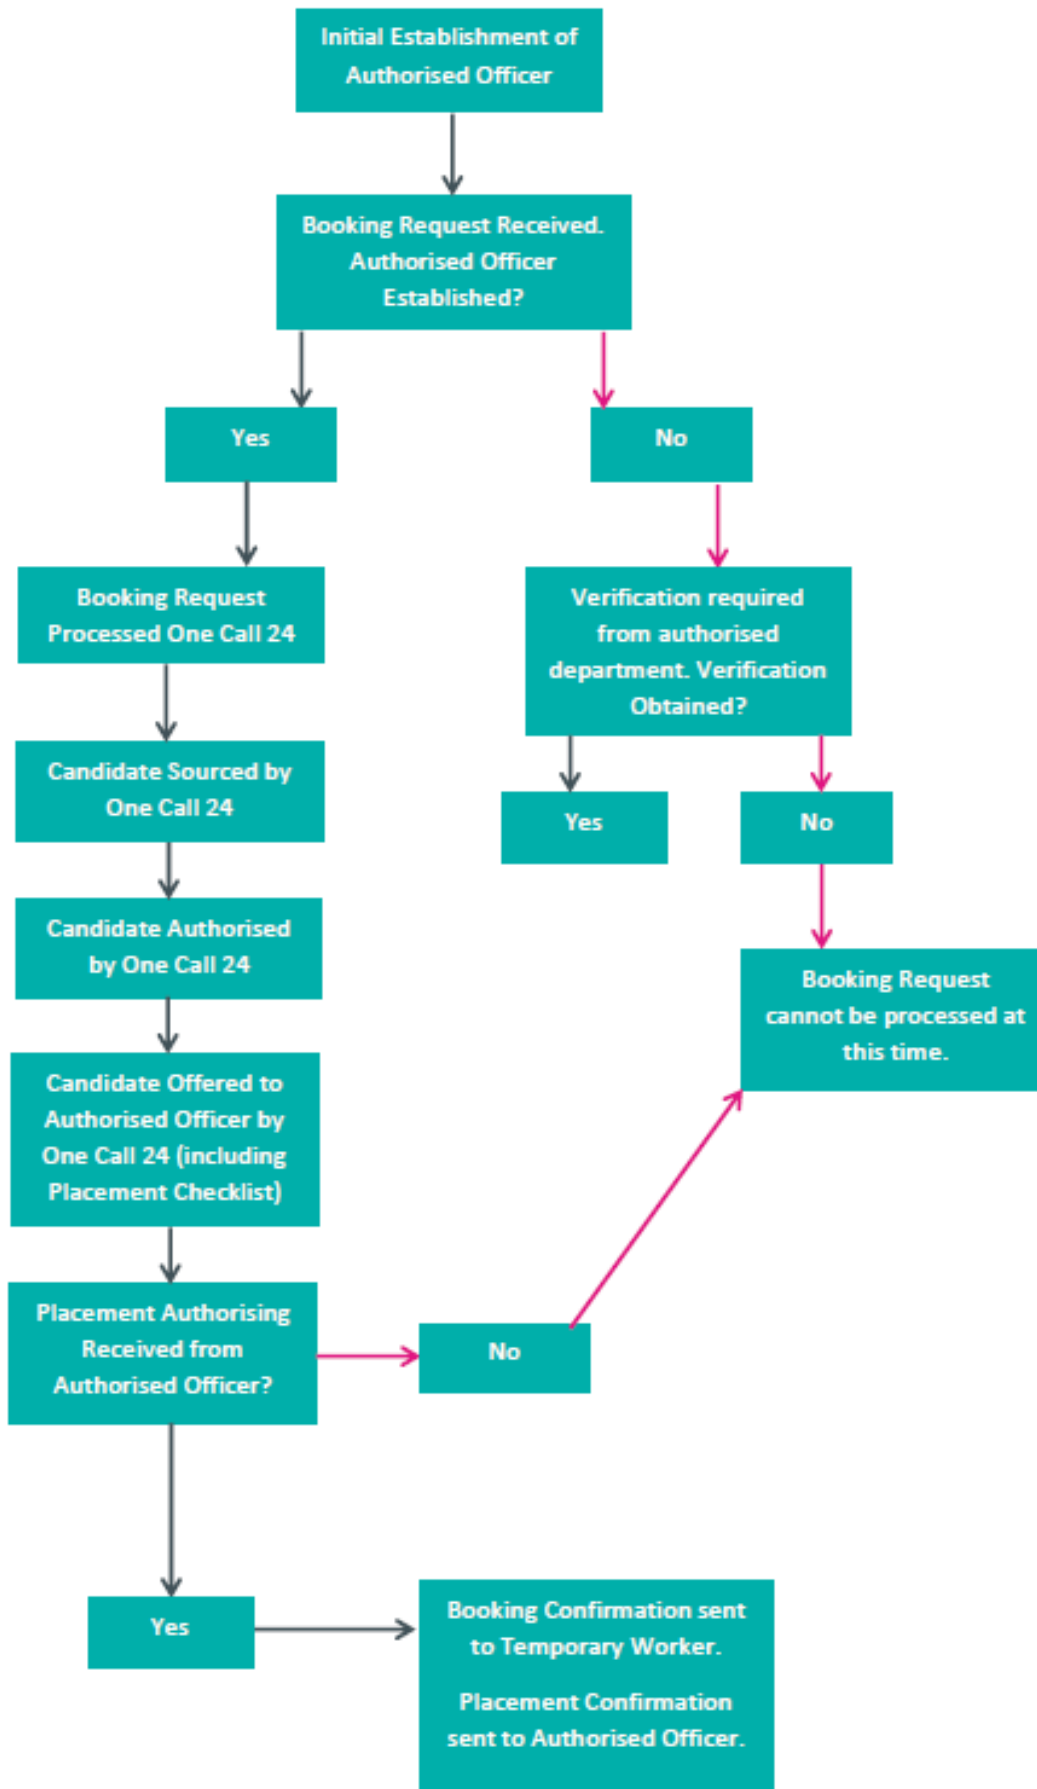 Initial Establishment of
Authorised Officer
Booking Request Received.
Authorised Officer
Established?
Yes
No
Booking Request
Processed One Call 24
Verification required
from authorised
department. Verification
Obtained?
Candidate Sourced by
One Call 24
Yes
No
Candidate Authorised
by One Call 24
Booking Request
cannot be processed at
this time.
Candidate Offered to
Authorised Officer by
One Call 24 (including
Placement Checklist)
Placement Authorising
Received from
Authorised Officer?
No
Yes
Booking Confirmation sent
to Temporary Worker.
Placement Confirmation
sent to Authorised Officer.